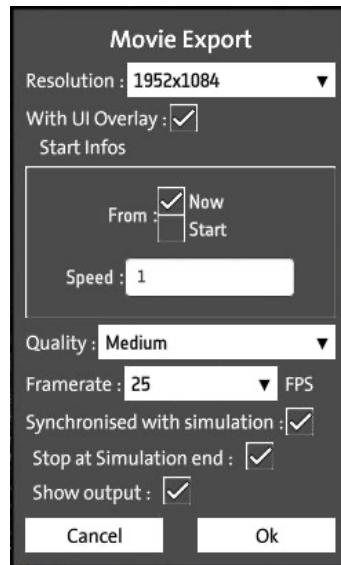 Movie Export
Resolution : 1952x1084
With UI Overlay :
Start Infos
From : Now
Start
Speed : 1
Quality : Medium
Framerate : 25 FPS
Synchronised with simulation :
Stop at Simulation end :
Show output :
Cancel Ok